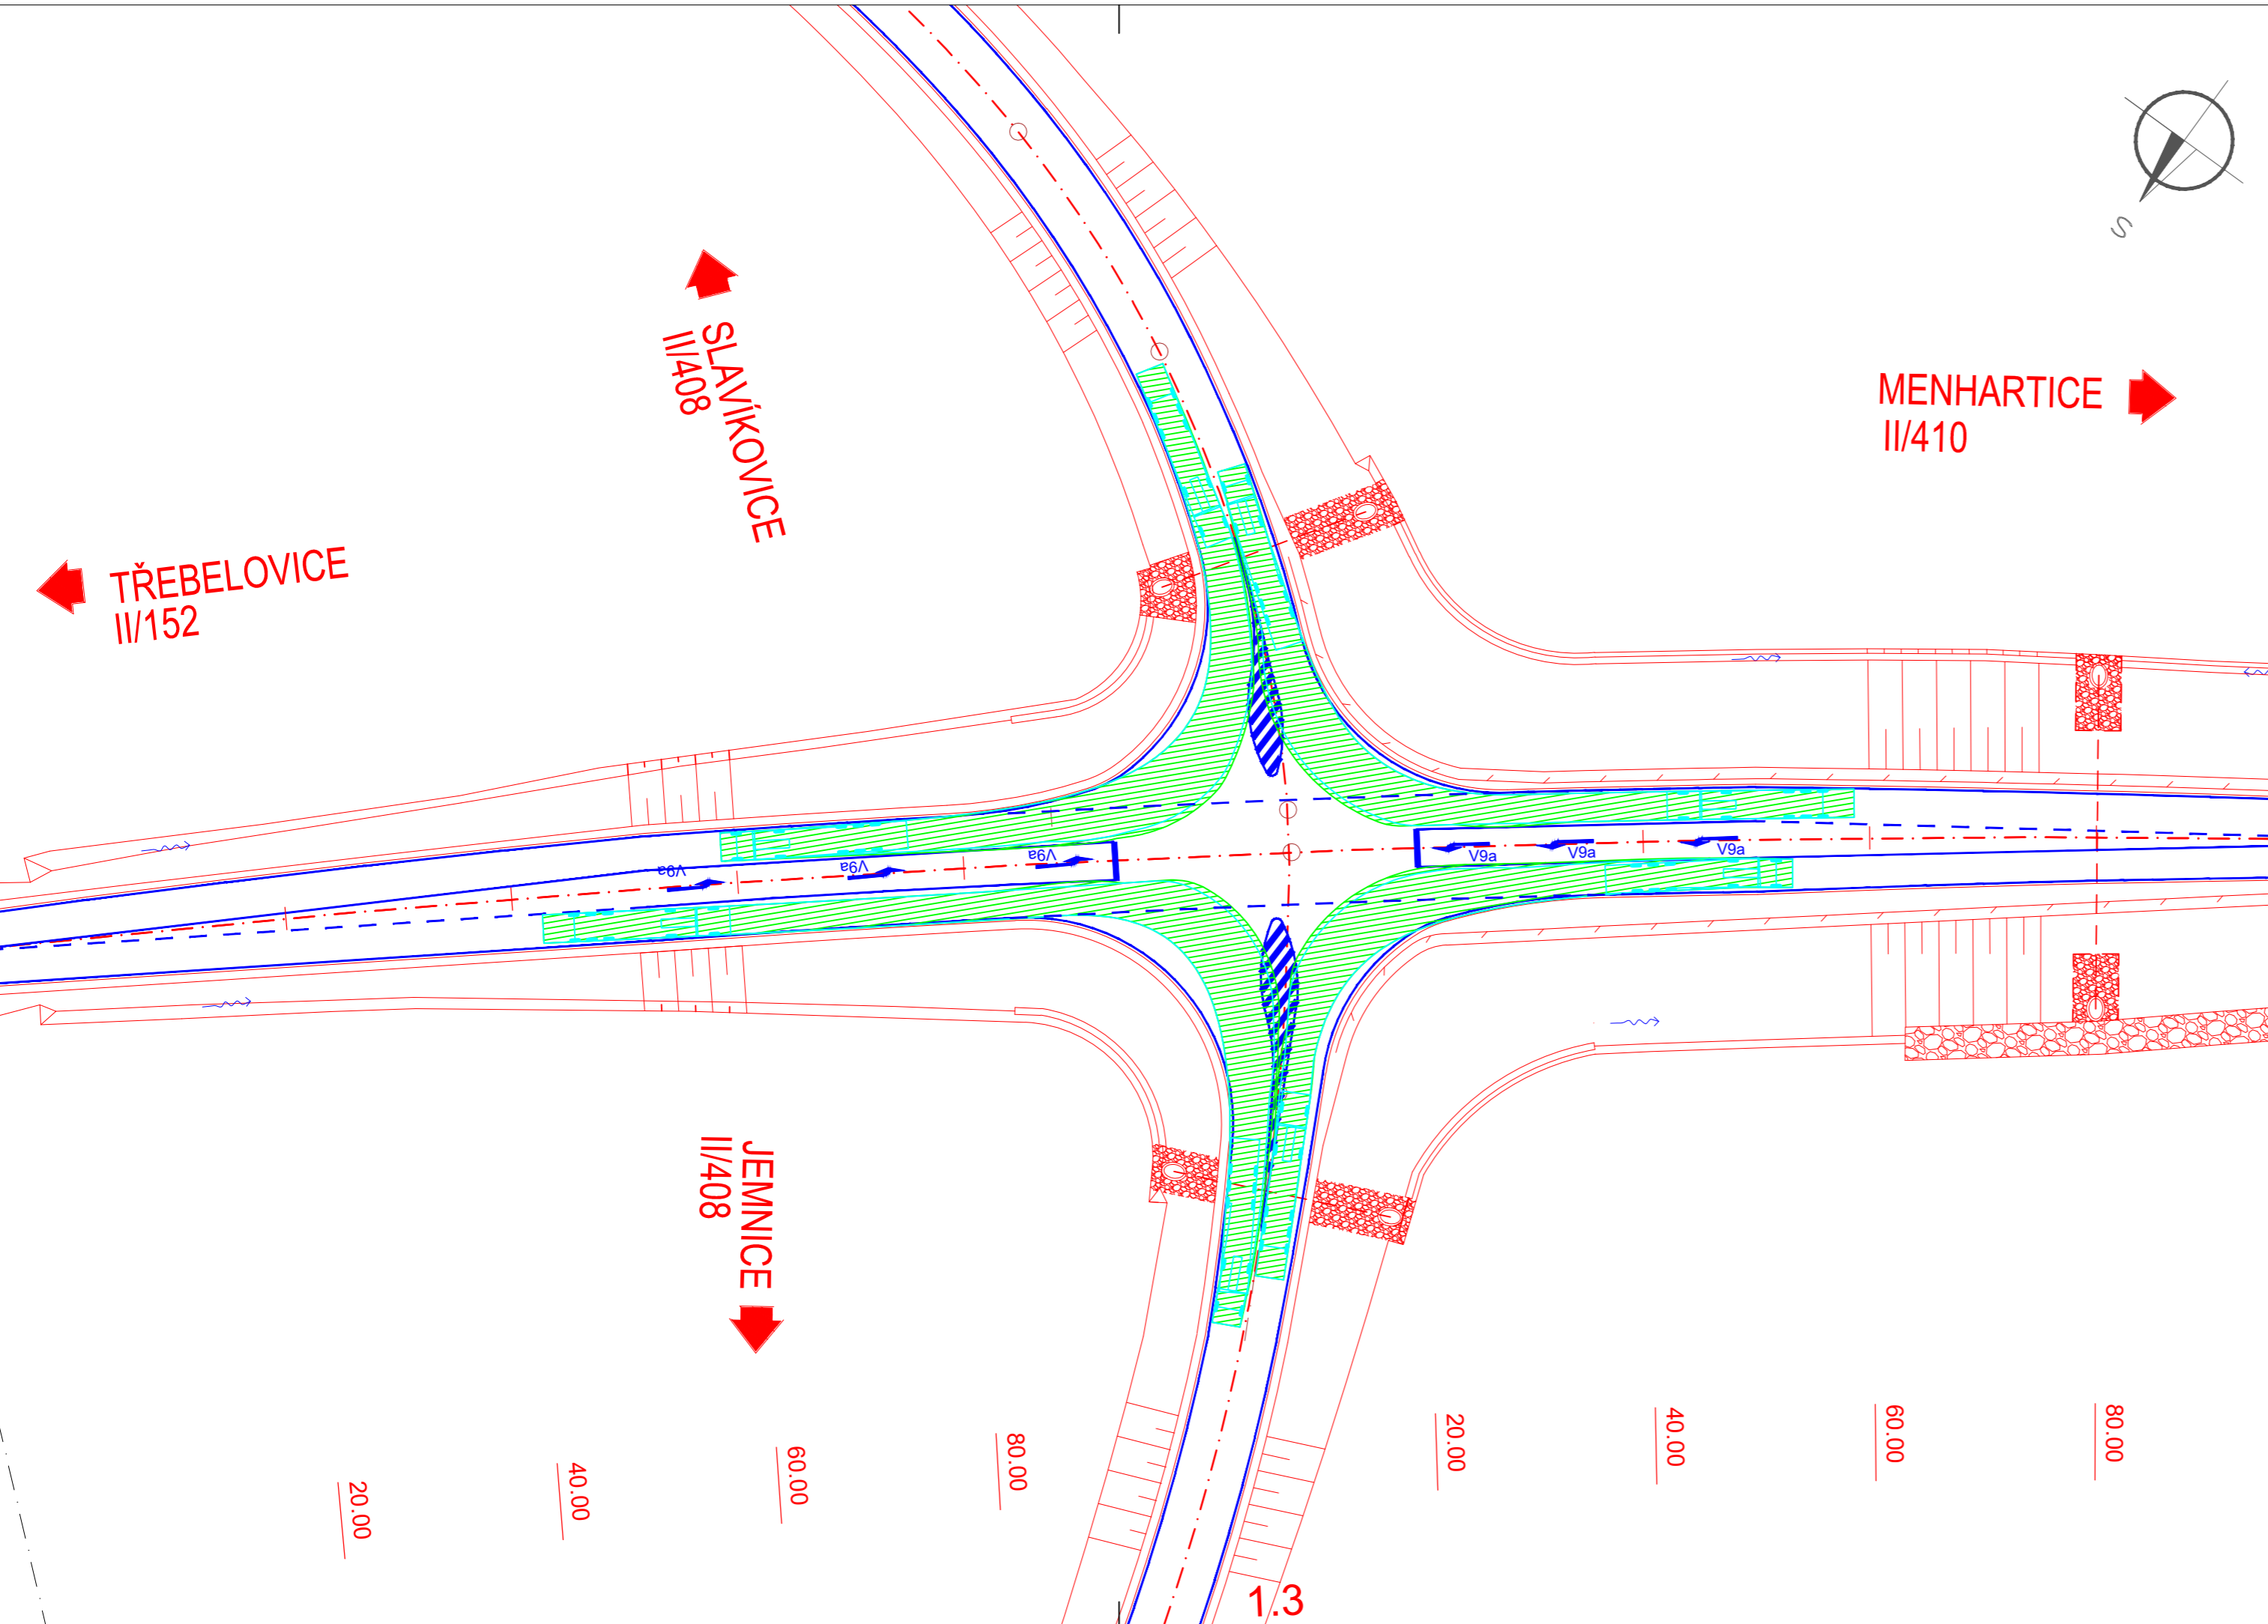 S
SLAVÍKOVICE
II/408
MENHARTICE
II/410
TŘEBELOVICE
II/152
V9a
V9a
V9a
V9a
V9a
V9a
JEMNICE
II/408
20.00
40.00
60.00
80.00
20.00
40.00
60.00
80.00
1.3